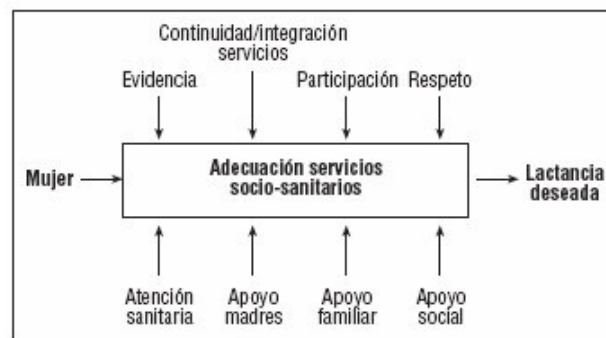 Continuidad/integración
servicios
Evidencia
Participación
Respeto
Mujer
Adecuación servicios
socio-sanitarios
Lactancia
deseada
Atención
sanitaria
Apoyo
madres
Apoyo
familiar
Apoyo
social